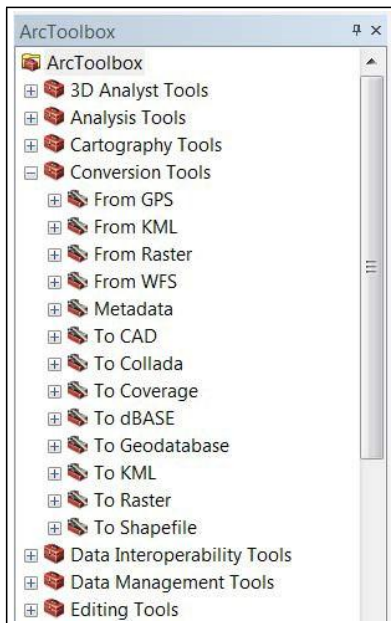 ArcToolbox
ArcToolbox
3D Analyst Tools
Analysis Tools
Cartography Tools
Conversion Tools
From GPS
From KML
From Raster
From WFS
Metadata
To CAD
To Collada
To Coverage
To dBASE
To Geodatabase
To KML
To Raster
To Shapefile
Data Interoperability Tools
Data Management Tools
Editing Tools